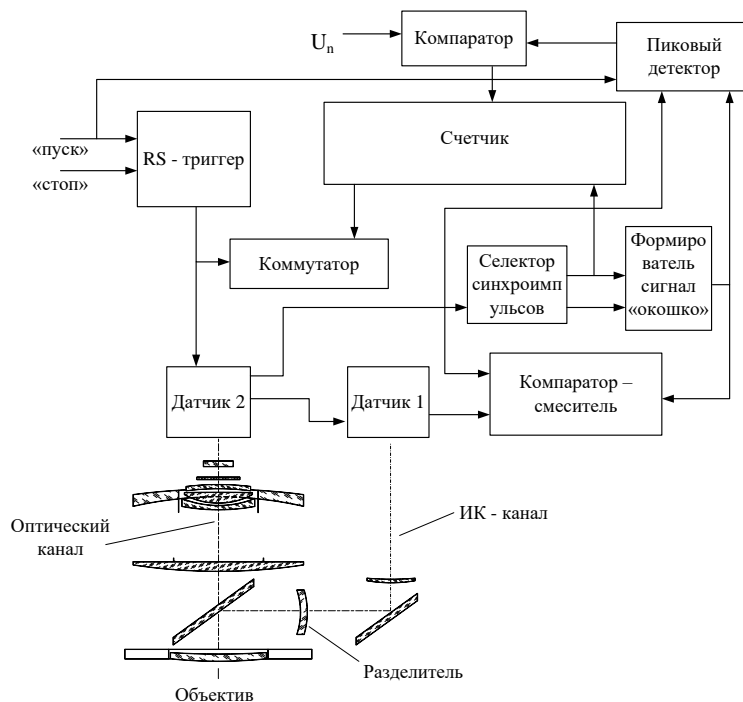 Un
Компаратор
Пиковый
детектор
«пуск»
«стоп»
RS - триггер
Счетчик
Коммутатор
Селектор
синхроимп
ульсов
Формиро
ватель
сигнал
«окошко»
Датчик 2
Датчик 1
Компаратор –
смеситель
Оптический
канал
ИК - канал
Разделитель
Объектив